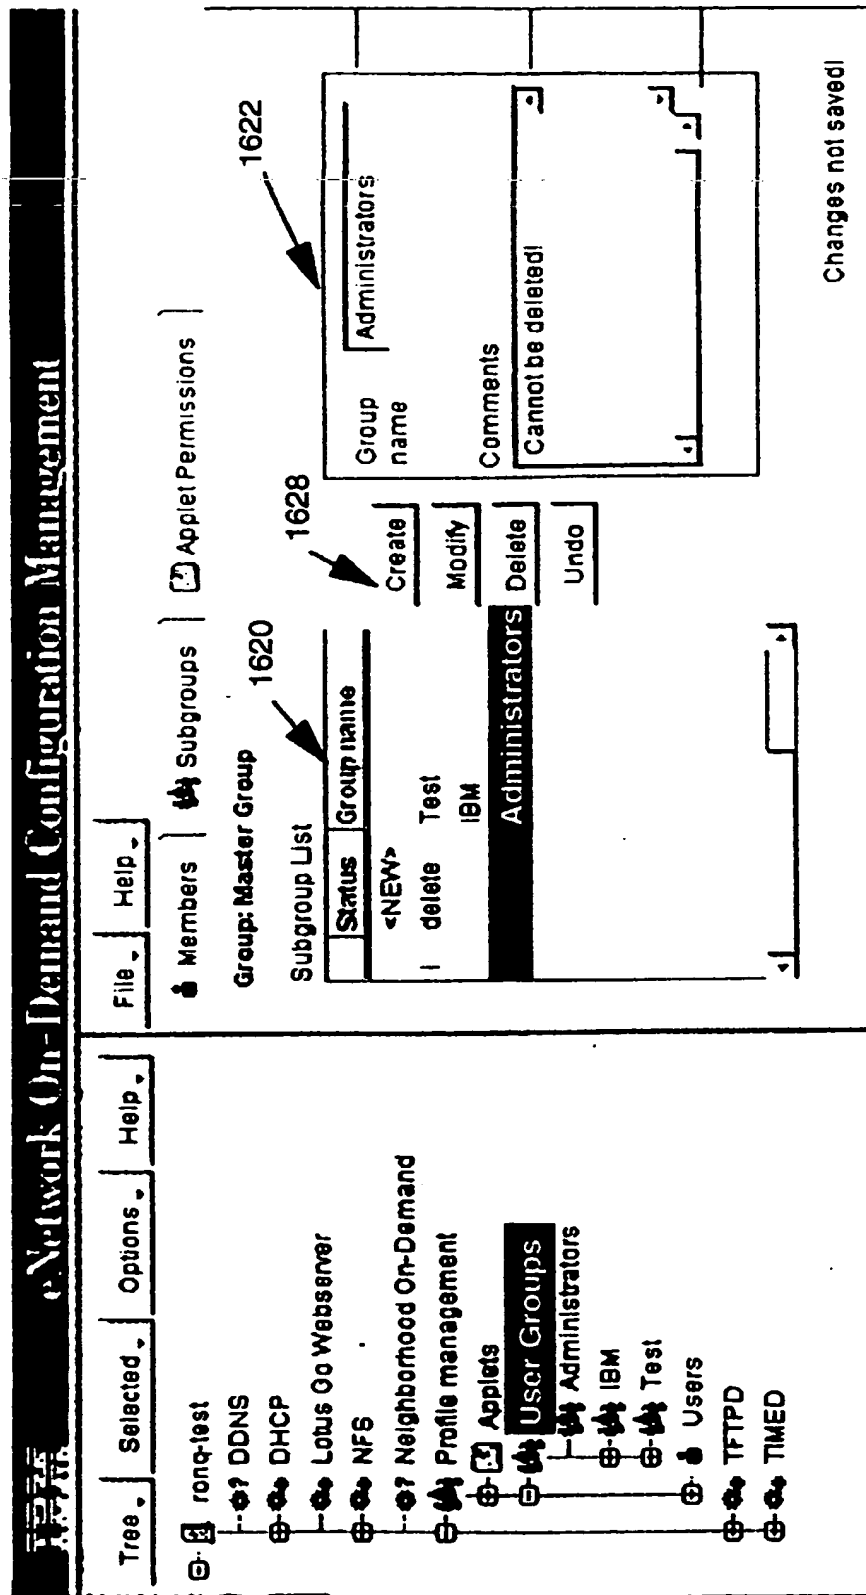 eNetwork On-Demand Configuration Management
Tree Selected Options Help
ronq-test
DDNS
DHCP
Lotus Go Webserver
NFS
Neighborhood On-Demand
Profile management
Applets
User Groups
Administrators
IBM
Test
Users
TFTPD
TIMED
File Help
Members Subgroups Applet Permissions
Group: Master Group
Subgroup List
1620
Status Group name
<NEW>
delete Test
IBM
Administrators
1628
Create
Modify
Delete
Undo
1622
Group name
Administrators
Comments
Cannot be deleted!
Changes not saved!